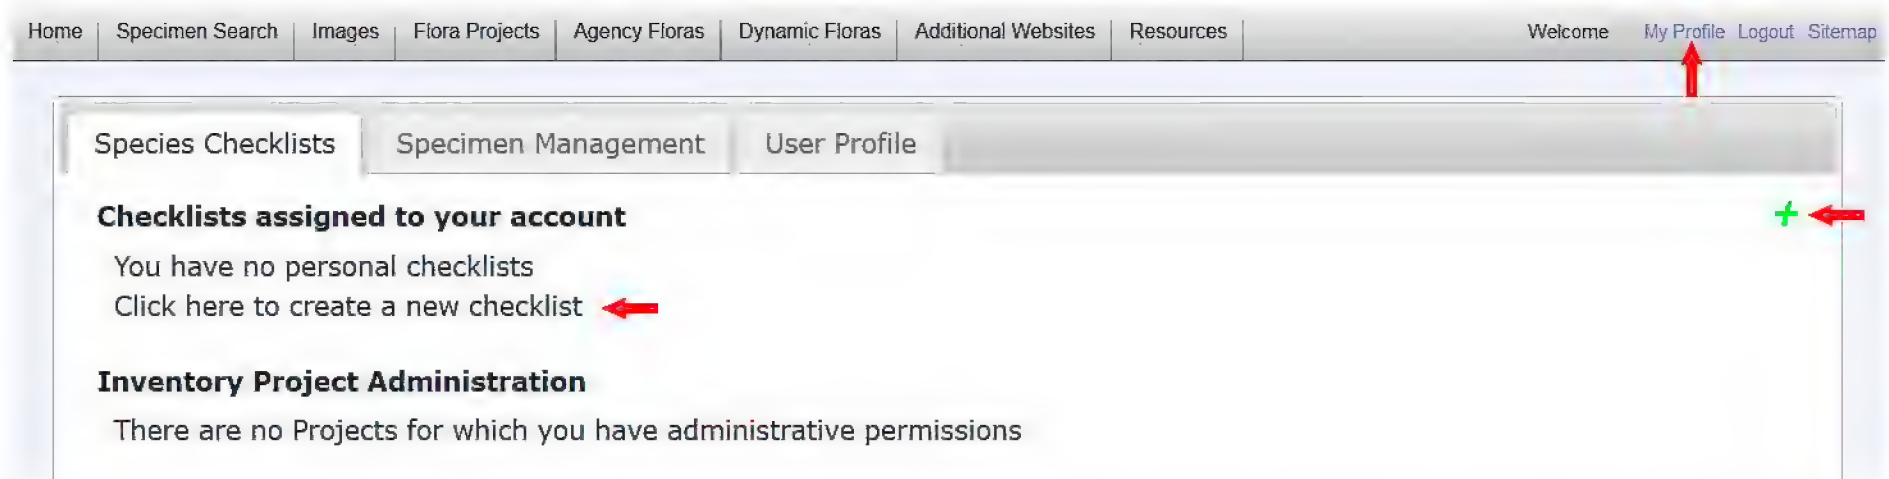 Home Specimen Search Images Flora Projects Agency Floras Dynamic Floras Additional Websites Resources Welcome My Profile Logout Sitemap
Species Checklists Specimen Management User Profile
Checklists assigned to your account +
You have no personal checklists
Click here to create a new checklist
Inventory Project Administration
There are no Projects for which you have administrative permissions